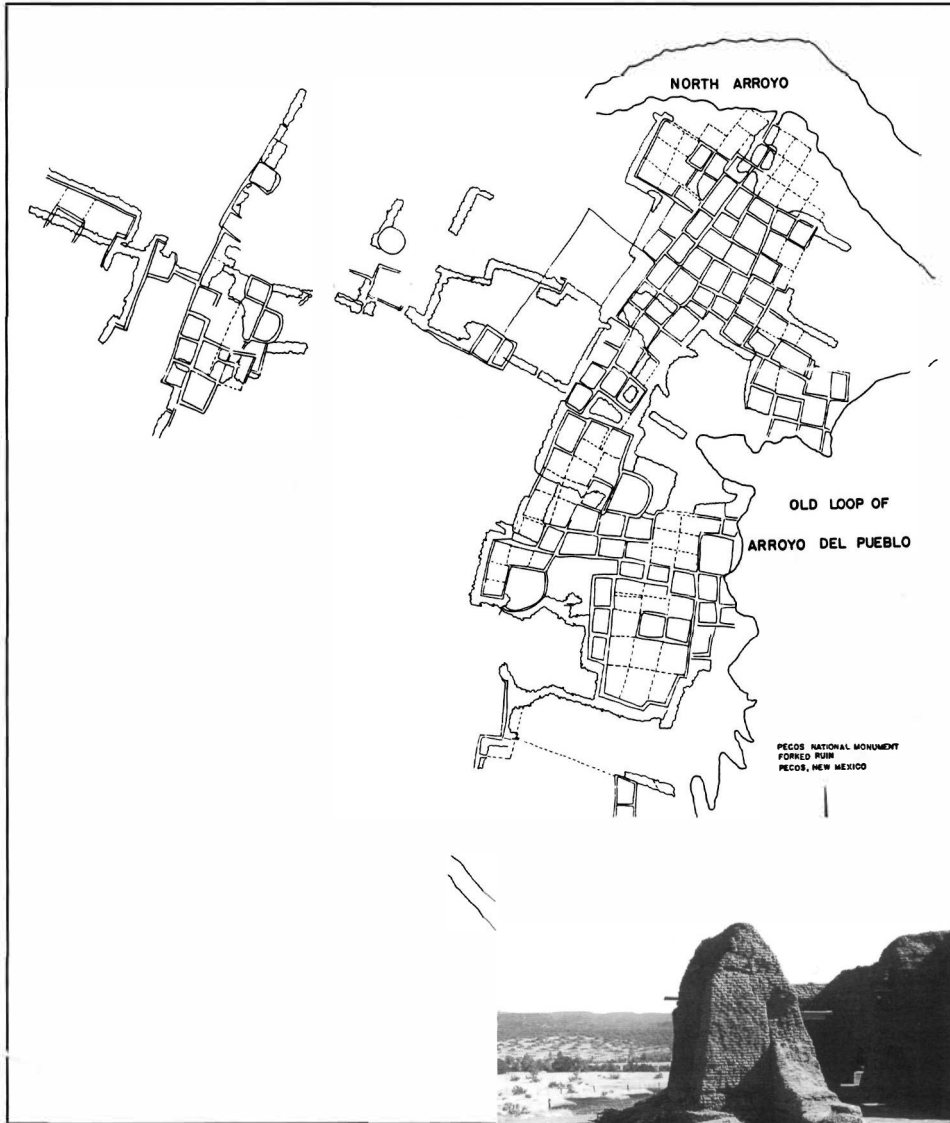 NORTH ARROYO
OLD LOOP OF
ARROYO DEL PUEBLO
PECOS NATIONAL MONUMENT
FORKED RUIN
PECOS, NEW MEXICO